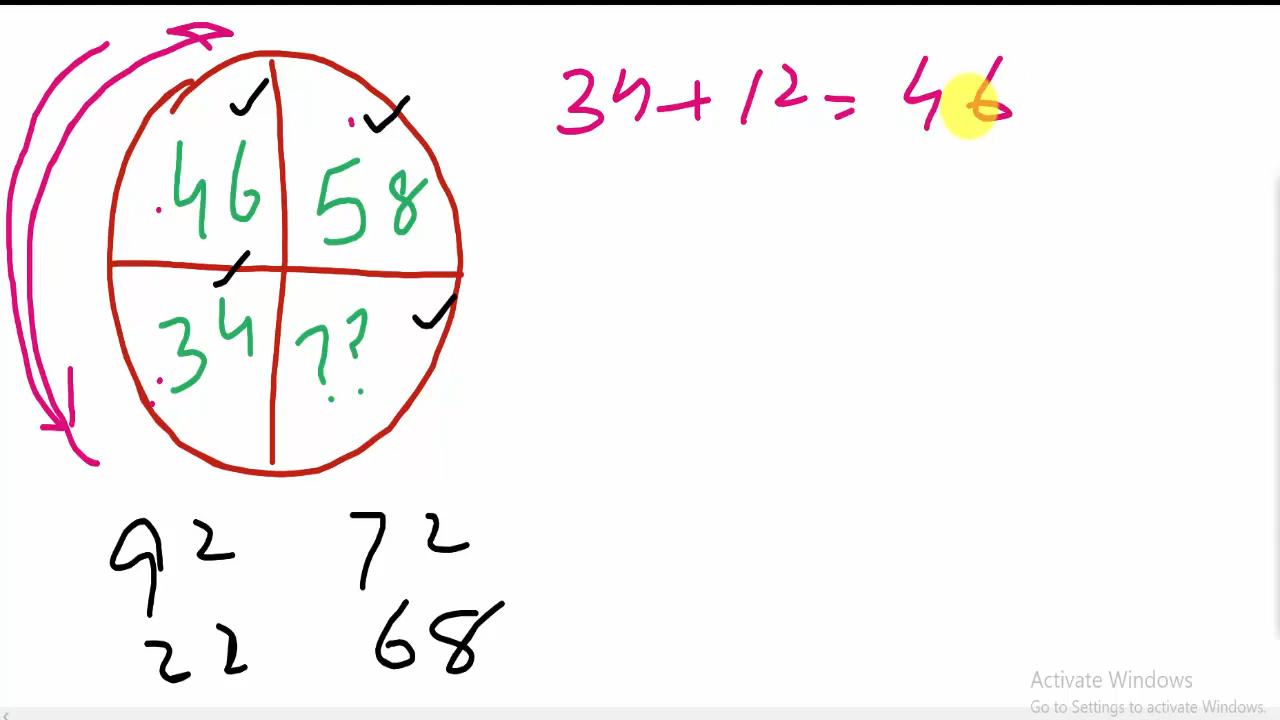 34+12=46
46 58
34 ??
92 72
22 68
Activate Windows
Go to Settings to activate Windows.